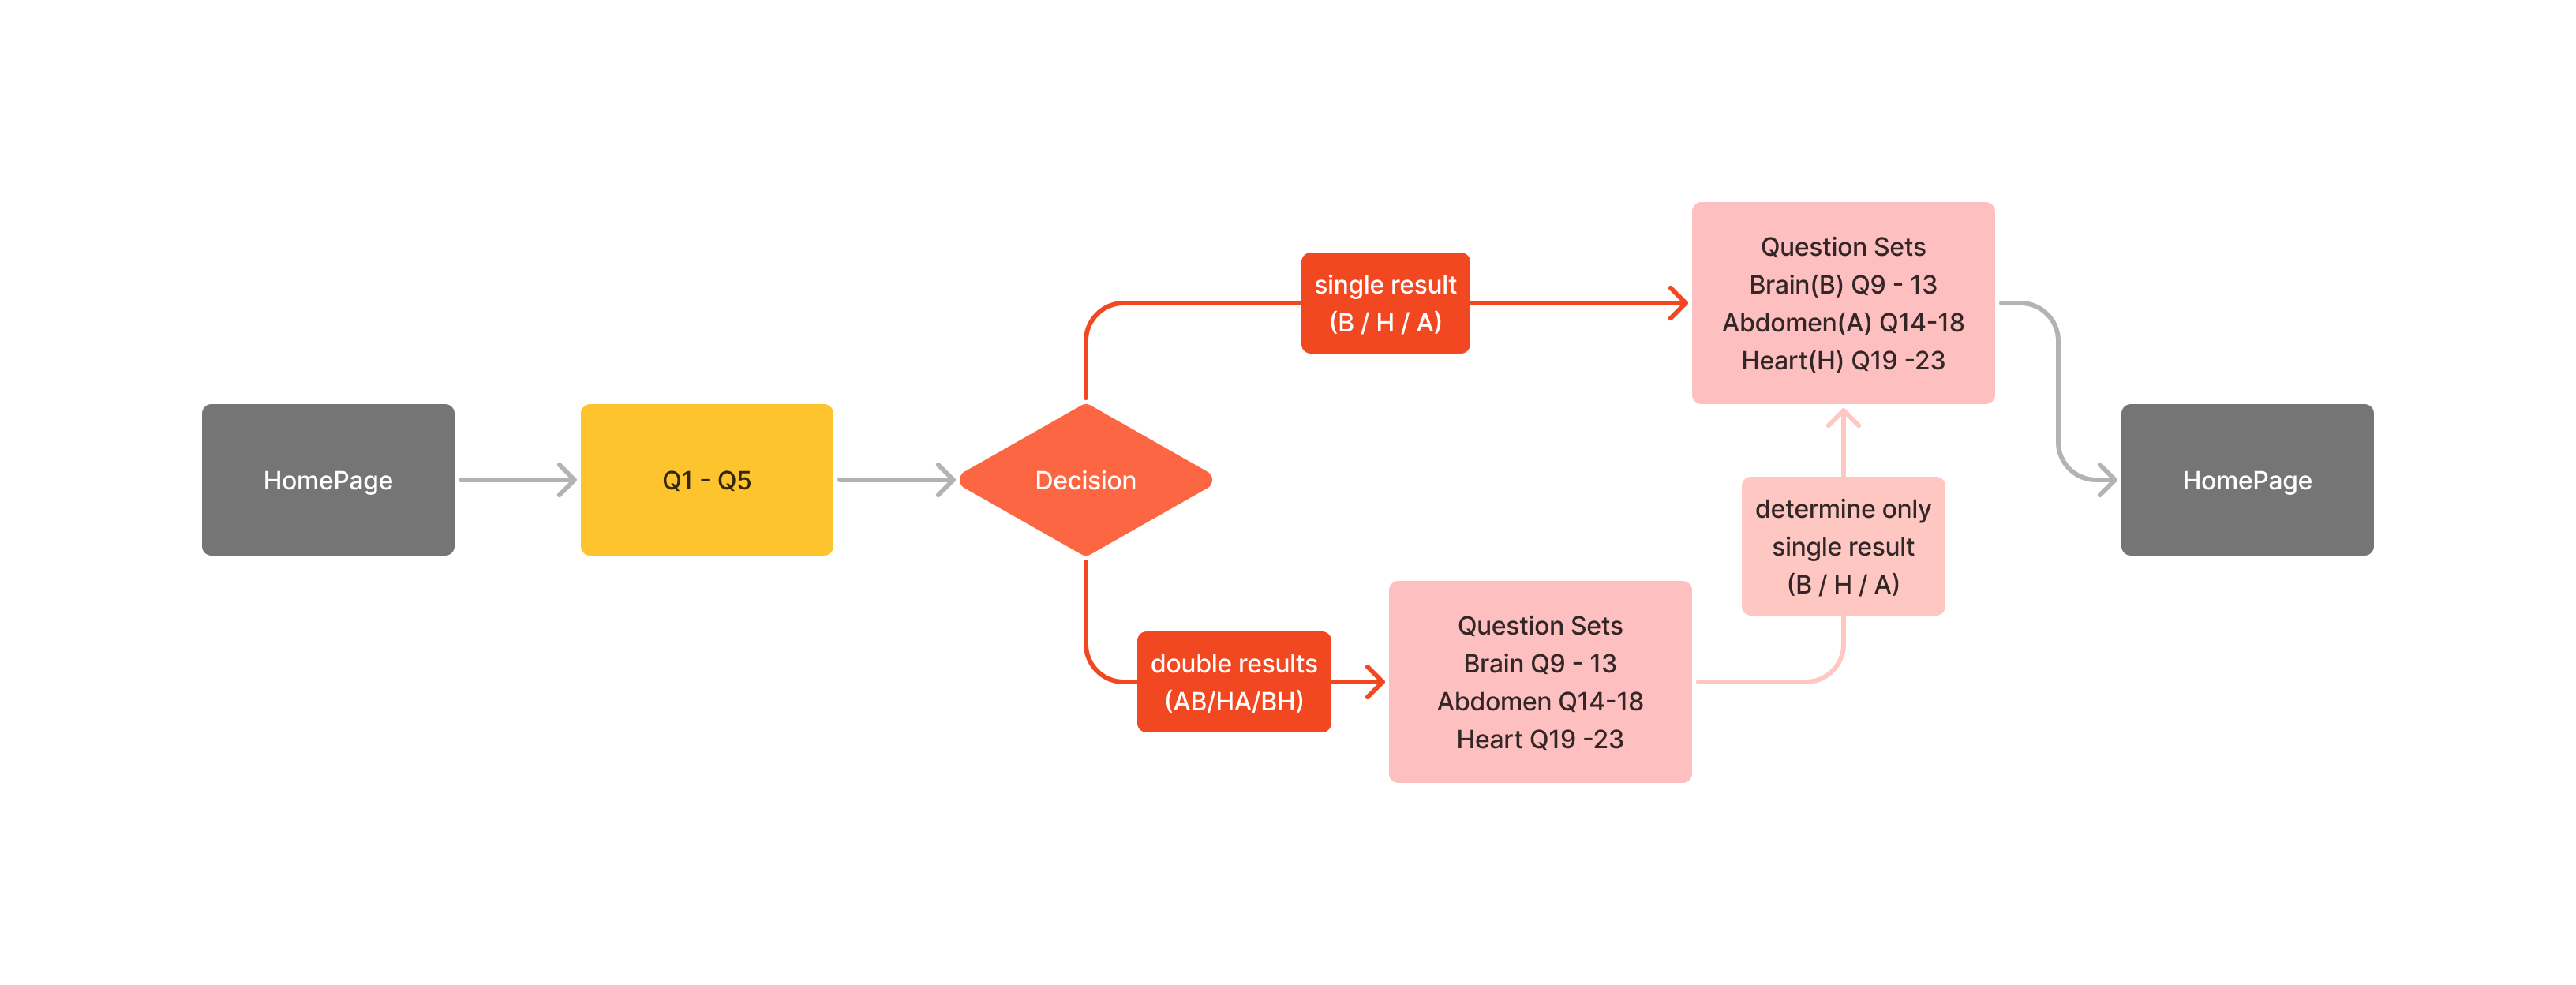 HomePage
Q1 - Q5
Decision
single result
(B / H / A)
Question Sets
Brain(B) Q9 - 13
Abdomen(A) Q14-18
Heart(H) Q19 -23
double results
(AB/HA/BH)
Question Sets
Brain Q9 - 13
Abdomen Q14-18
Heart Q19 -23
determine only
single result
(B / H / A)
HomePage